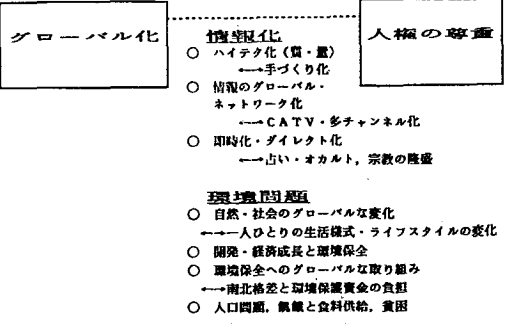 グローバル化
人権の尊重
情報化
○ ハイテク化（質・量）
←→手づくり化
○ 情報のグローバル・
ネットワーク化
←→ＣＡＴＶ・多チャンネル化
○ 即時化・ダイレクト化
←→占い・オカルト，宗教の隆盛
環境問題
○ 自然・社会のグローバルな変化
←→一人ひとりの生活様式・ライフスタイルの変化
○ 開発・経済成長と環境保全
○ 環境保全へのグローバルな取り組み
←→南北格差と環境保護資金の負担
○ 人口問題，飢餓と食料供給，貧困